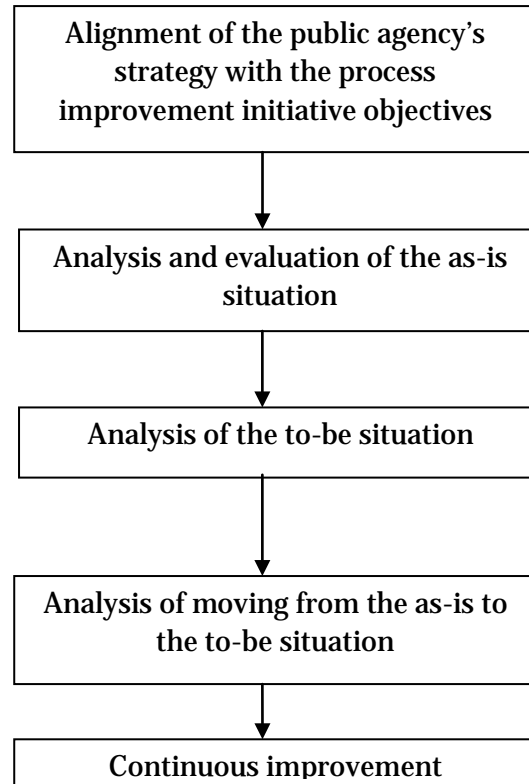 Alignment of the public agency’s
strategy with the process
improvement initiative objectives
Analysis and evaluation of the as-is
situation
Analysis of the to-be situation
Analysis of moving from the as-is to
the to-be situation
Continuous improvement